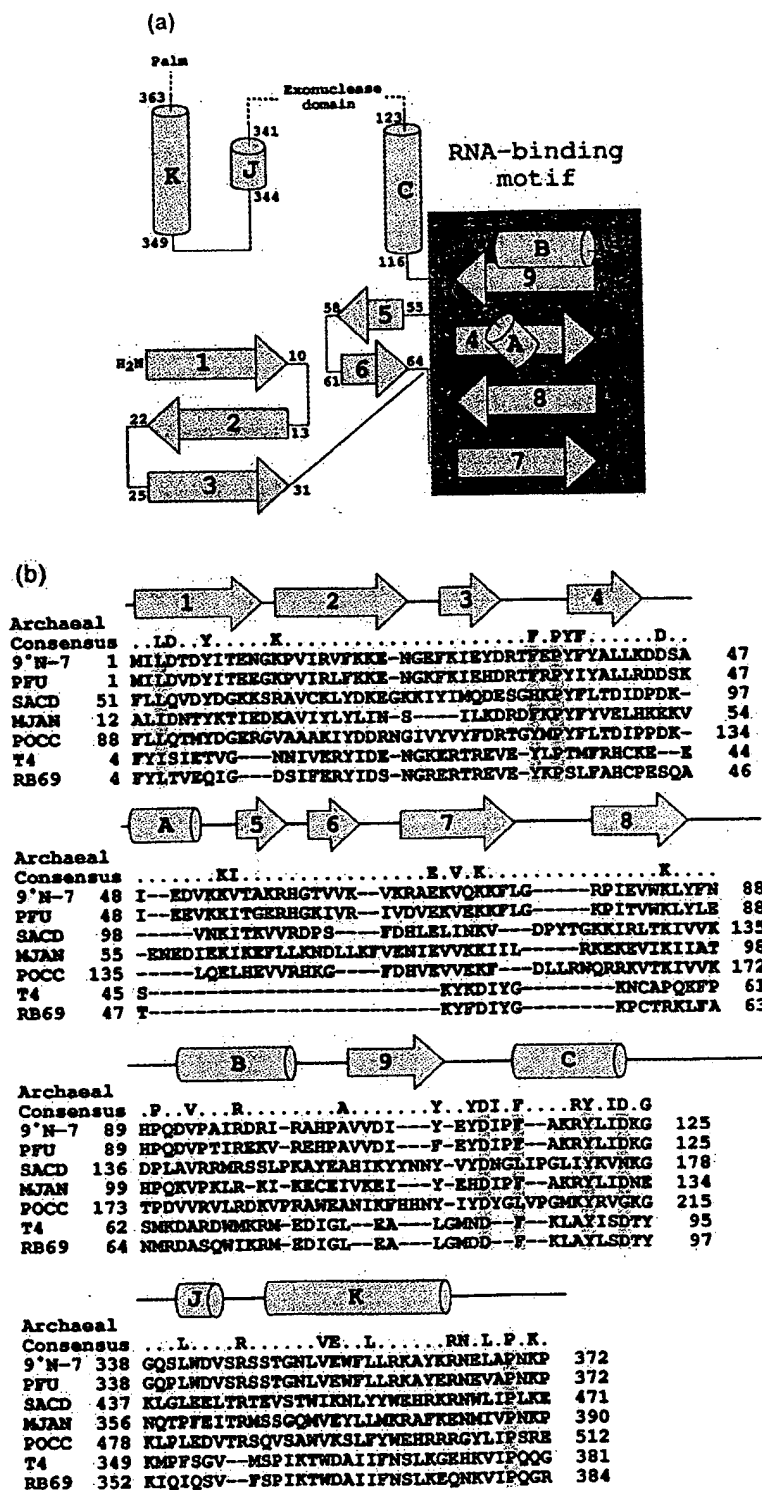 (a)
Palm
363
Exonuclease
domain
123
341
RNA-binding
motif
K
J
C
344
349
116
B
9
58
5
55
4
A
H₂N
1
10
6
61
64
8
22
2
13
7
25
3
31
(b)
1 2 3 4
Archaeal
Consensus ..LD..Y....K......................F.PYF......D..
9°N-7 1 MILDTDYITENGKPVIRVFKKE-NGEFKIEYDRTFEPYFYALLKDDSA 47
PFU 1 MILDVDYITEEGKPVIRLFKKE-NGKFKIEHDRTFRPYIYALLRDDSK 47
SACD 51 FLLQVDYDGKKSRAVCKLYDKEGKKIYIMQDESGHKPYFLTDIDPDK- 97
MJAN 12 ALIDNTYKTIEDKAVIYLYLIN-S----ILKDRDFKPYFYVELHKEKV 54
POCC 88 FLLQTMYDGERGVAAAKIYDDRNGIVYVYFDRTGYMPYFLTDIPPDK- 134
T4 4 FYISIETVG---NNIVERYIDE-NGKERTREVE-YLPTMFRHCKE--E 44
RB69 4 FYLTVEQIG---DSIFERYIDS-NGRERTREVE-YKPSLFAHCPESQA 46
A 5 6 7 8
Archaeal
Consensus ........KI.................E.V.K...............K.....
9°N-7 48 I--EDVKKVTAKRHGTVVK--VKRAEKVQKKFLG-----RPIEVWKLYFN 88
PFU 48 I--EEVKKITGERHGKIVR--IVDVEKVEKKFLG-----KPITVWKLYLE 88
SACD 98 -----VNKITKVVRDPS----FDHLELINKV---DPYTGKKIRLTKIVVK 135
MJAN 55 -ENEDIEKIKEFLLKNDLLKFVENIEVVKKIIL-----RKEKEVIKIIAT 98
POCC 135 -----LQELHEVVRHKG----FDHVEVVEKF---DLLRNQRRKVTKIVVK 172
T4 45 S----------------------KYKDIYG------KNCAPQKFP 61
RB69 47 T----------------------KYKDIYG------KPCTRKLFA 63
B 9 C
Archaeal
Consensus .P..V...R........A.......Y..YDI.F....RY.ID.G
9°N-7 89 HPQDVPAIRDRI-RAHPAVVDI---Y-EYDIPF--AKRYLIDKG 125
PFU 89 HPQDVPTIREKV-REHPAVVDI---F-EYDIPF--AKRYLIDKG 125
SACD 136 DPLAVRRMRSSLPKAYEAHIKYYNNY-VYDNGLIPGLIYKVNKG 178
MJAN 99 HPQKVPKLR-KI-KECEIVKEI---Y-EHDIPF--AKRYLIDNE 134
POCC 173 TPDVVRVLRDKVPRAWEANIKFHHNY-IYDYGLVPGMKYRVGKG 215
T4 62 SMKDARDWMKRM-EDIGL--EA---LGMND--F--KLAYISDTY 95
RB69 64 NMRDASQWIKRM-EDIGL--EA---LGMDD--F--KLAYLSDTY 97
J K
Archaeal
Consensus ...L....R.......VE..L......RN.L.P.K.
9°N-7 338 GQSLWDVSRSSTGNLVEWFLLRKAYKRNELAPNKP 372
PFU 338 GQPLWDVSRSSTGNLVEWFLLRKAYERNEVAPNKP 372
SACD 437 KLGLEELTRTEVSTWIKNLYYWEHRKRNWLIPLKE 471
MJAN 356 NQTPFEITRMSSGQMVEYLLMKRAFKENMIVPNKP 390
POCC 478 KLPLEDVTRSQVSAWVKSLFYWEHRRRGYLIPSRE 512
T4 349 KMPFSGV--MSPIKTWDAIIFNSLKGEHKVIPQQG 381
RB69 352 KIQIQSV--FSPIKTWDAIIFNSLKEQNKVIPQGR 384